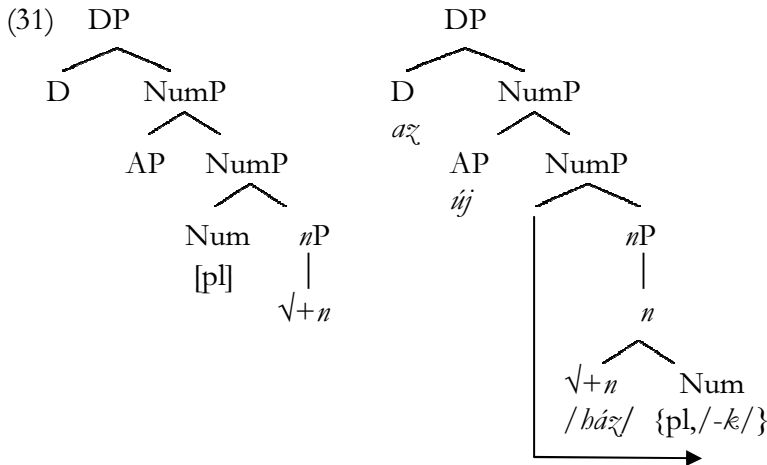 (31) DP DP
D NumP D NumP
az
AP NumP AP NumP
új
Num nP nP
[pl]
√+n n
√+n Num
/ház/ {pl,/-k/}